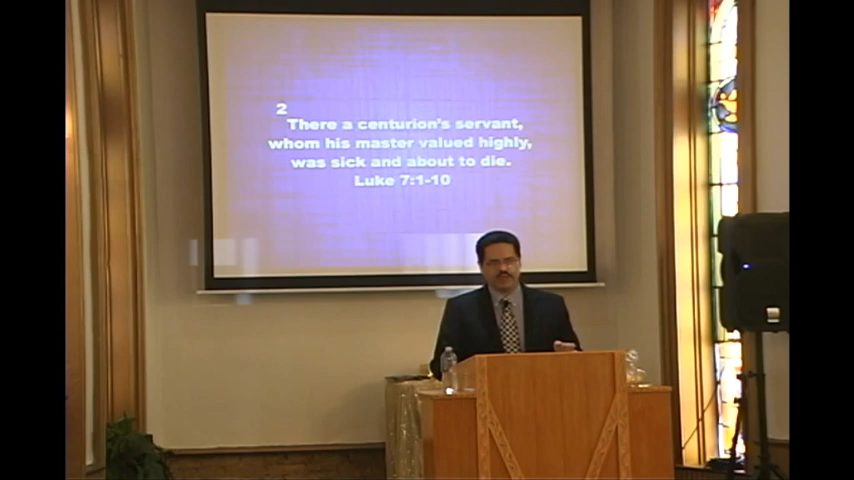 2
There a centurion's servant,
whom his master valued highly,
was sick and about to die.
Luke 7:1-10